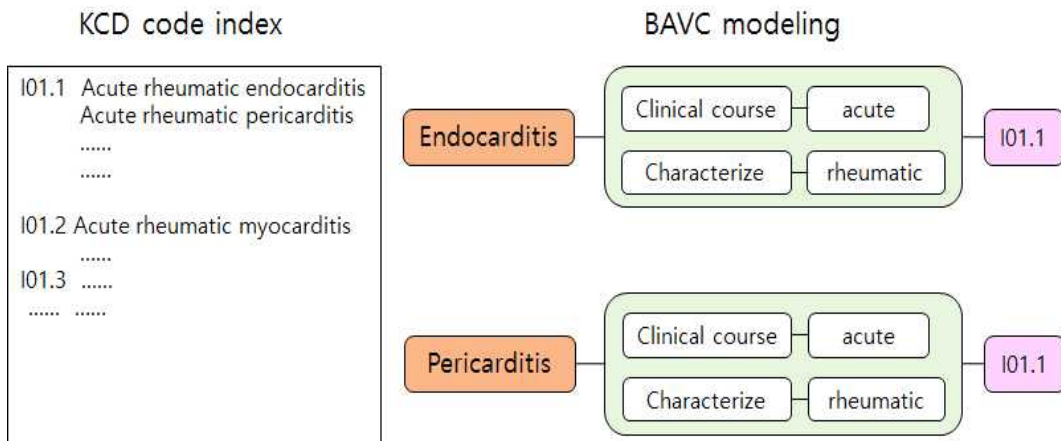 KCD code index
I01.1 Acute rheumatic endocarditis
Acute rheumatic pericarditis
......
......
I01.2 Acute rheumatic myocarditis
......
I01.3 ......
...... ......
BAVC modeling
Endocarditis
Clinical course
acute
Characterize
rheumatic
I01.1
Pericarditis
Clinical course
acute
Characterize
rheumatic
I01.1